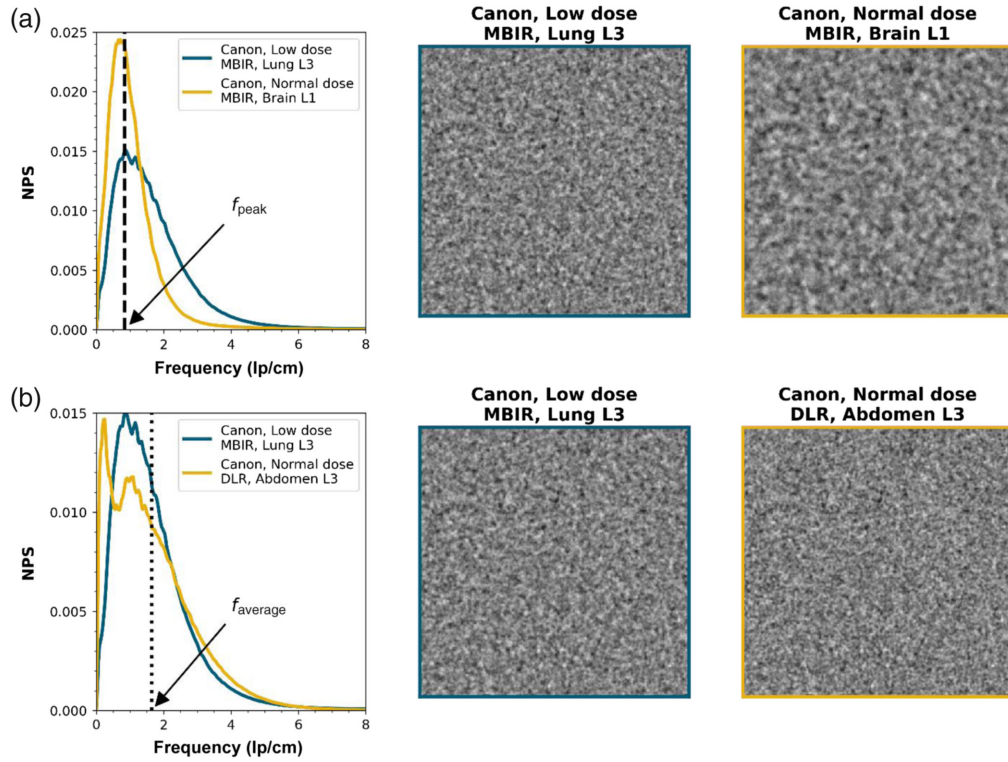 (a)
Canon, Low dose
MBIR, Lung L3
Canon, Normal dose
MBIR, Brain L1
0.025
0.020
0.015
0.010
0.005
0.000
NPS
f peak
0 2 4 6 8
Frequency (lp/cm)
Canon, Low dose
MBIR, Lung L3
Canon, Normal dose
MBIR, Brain L1
(b)
Canon, Low dose
MBIR, Lung L3
Canon, Normal dose
DLR, Abdomen L3
0.015
0.010
0.005
0.000
NPS
f average
0 2 4 6 8
Frequency (lp/cm)
Canon, Low dose
MBIR, Lung L3
Canon, Normal dose
DLR, Abdomen L3